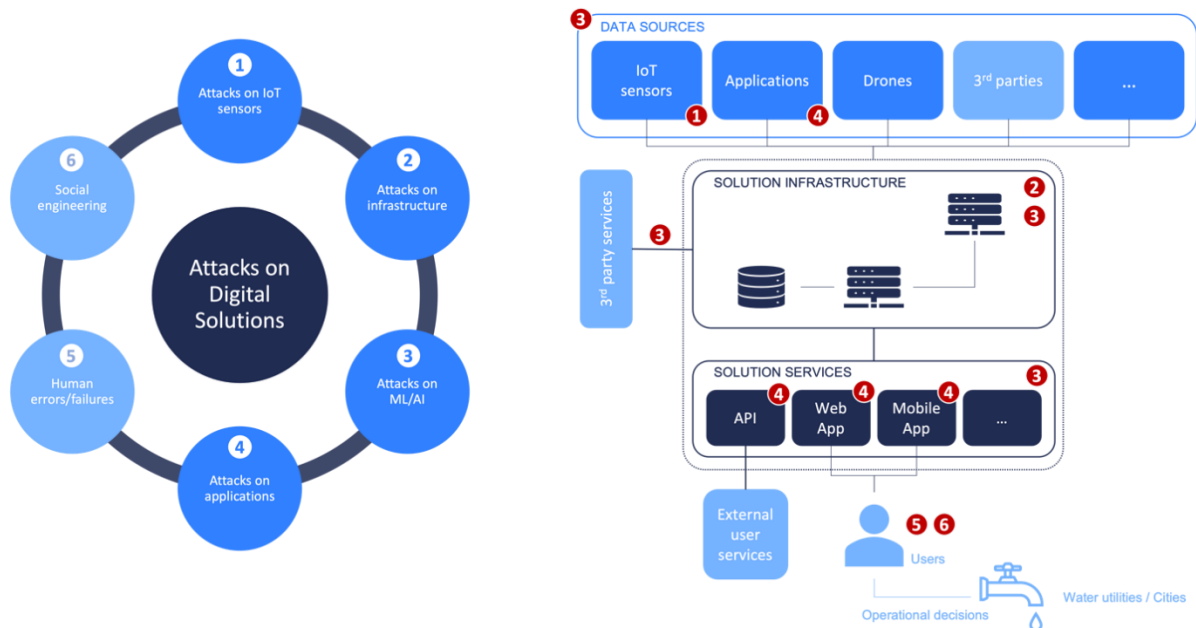 1
Attacks on IoT
sensors
2
Attacks on
infrastructure
3
Attacks on
ML/AI
4
Attacks on
applications
5
Human
errors/failures
6
Social
engineering
Attacks on
Digital
Solutions
3
DATA SOURCES
IoT
sensors
1
Applications
4
Drones
3rd parties
...
3rd party services
3
SOLUTION INFRASTRUCTURE
2
3
SOLUTION SERVICES
3
API
4
Web
App
4
Mobile
App
4
...
External
user
services
5 6
Users
Operational decisions
Water utilities / Cities